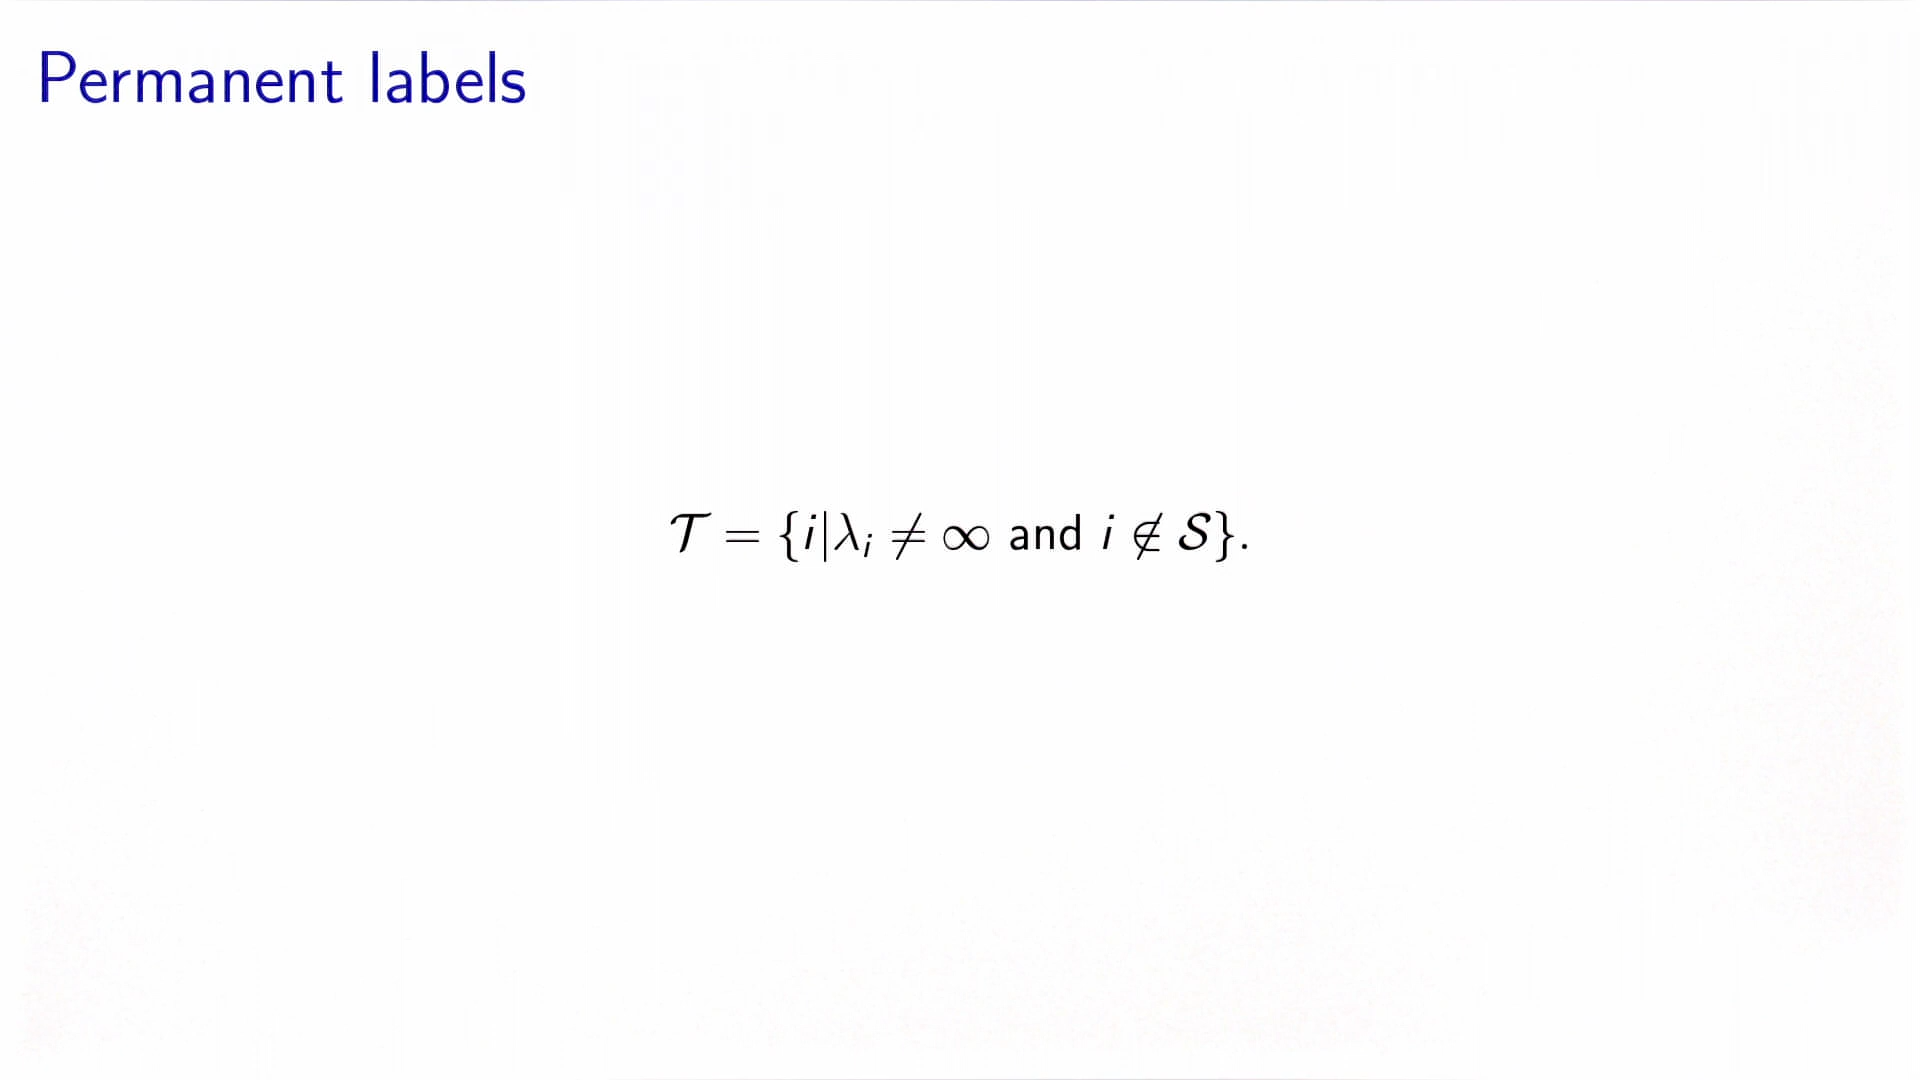 Permanent labels
𝒯 = {i|λᵢ ≠ ∞ and i ∉ 𝒮}.